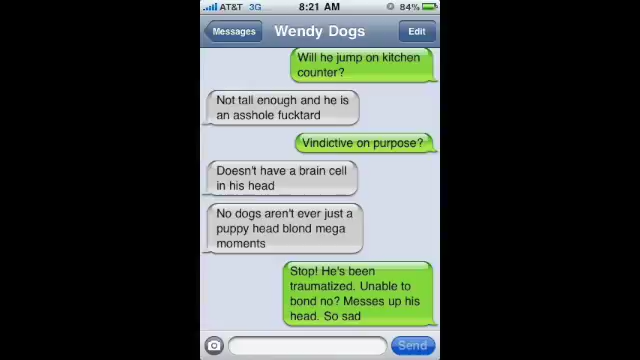 AT&T 3G 8:21 AM 84%
Messages Wendy Dogs Edit
Will he jump on kitchen
counter?
Not tall enough and he is
an asshole fucktard
Vindictive on purpose?
Doesn't have a brain cell
in his head
No dogs aren't ever just a
puppy head blond mega
moments
Stop! He's been
traumatized. Unable to
bond no? Messes up his
head. So sad
Send